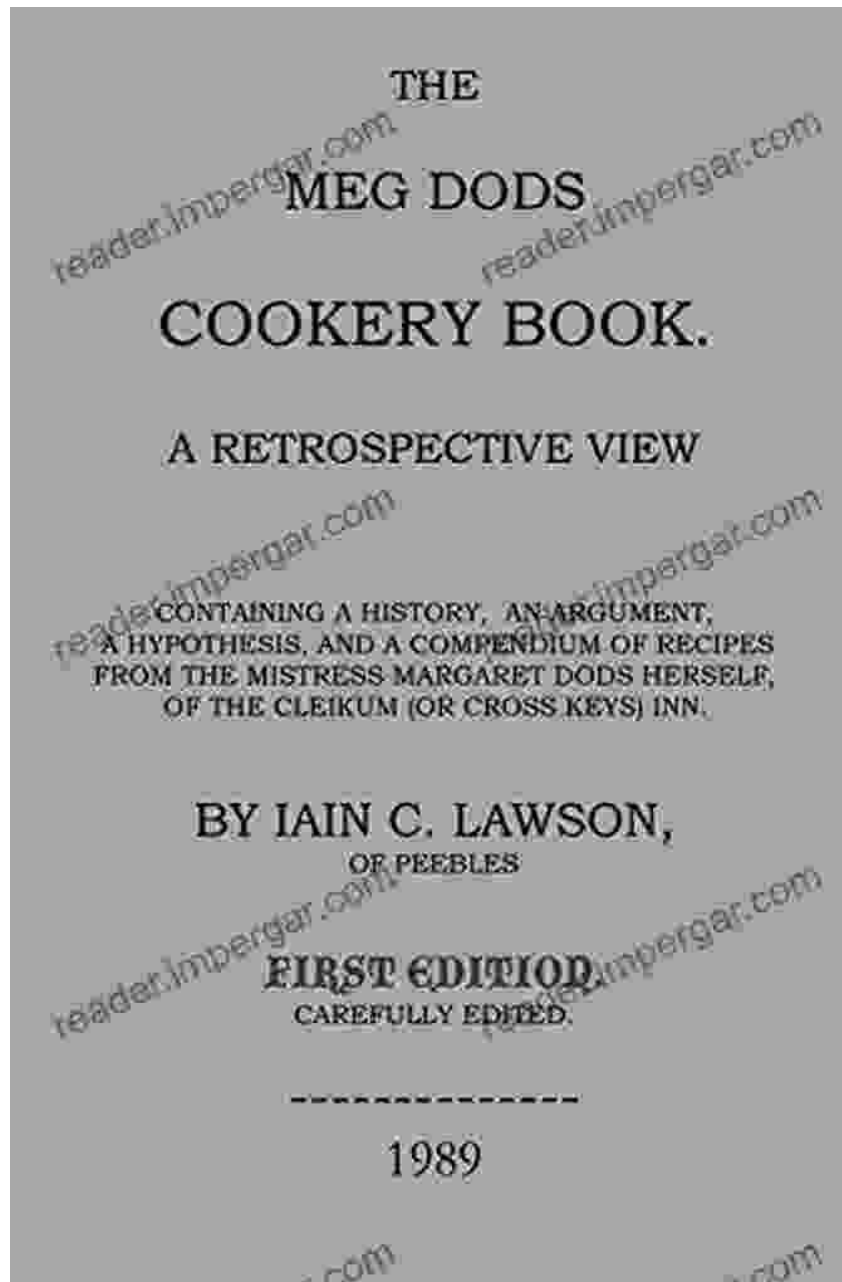 THE
MEG DODS
COOKERY BOOK.
A RETROSPECTIVE VIEW
CONTAINING A HISTORY, AN ARGUMENT,
A HYPOTHESIS, AND A COMPENDIUM OF RECIPES
FROM THE MISTRESS MARGARET DODS HERSELF,
OF THE CLEIKUM (OR CROSS KEYS) INN.
BY IAIN C. LAWSON,
OF PEEBLES
FIRST EDITION.
CAREFULLY EDITED.
1989
reader.impergar.com
reader.impergar.com
reader.impergar.com
reader.impergar.com
reader.impergar.com
reader.impergar.com
.com
.com